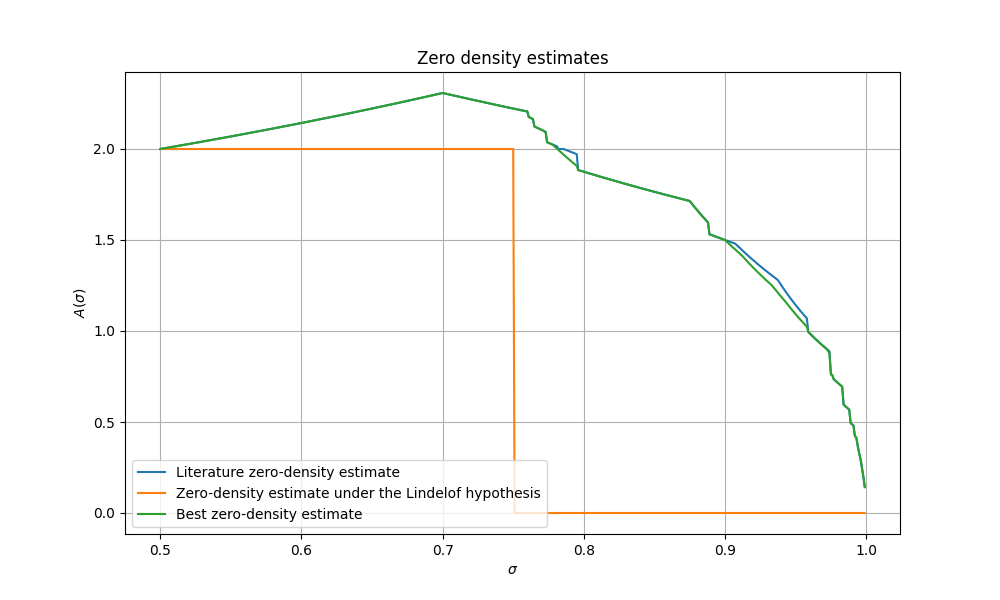 Zero density estimates
A(σ)
2.0
1.5
1.0
0.5
0.0
Literature zero-density estimate
Zero-density estimate under the Lindelof hypothesis
Best zero-density estimate
0.5 0.6 0.7 0.8 0.9 1.0
σ